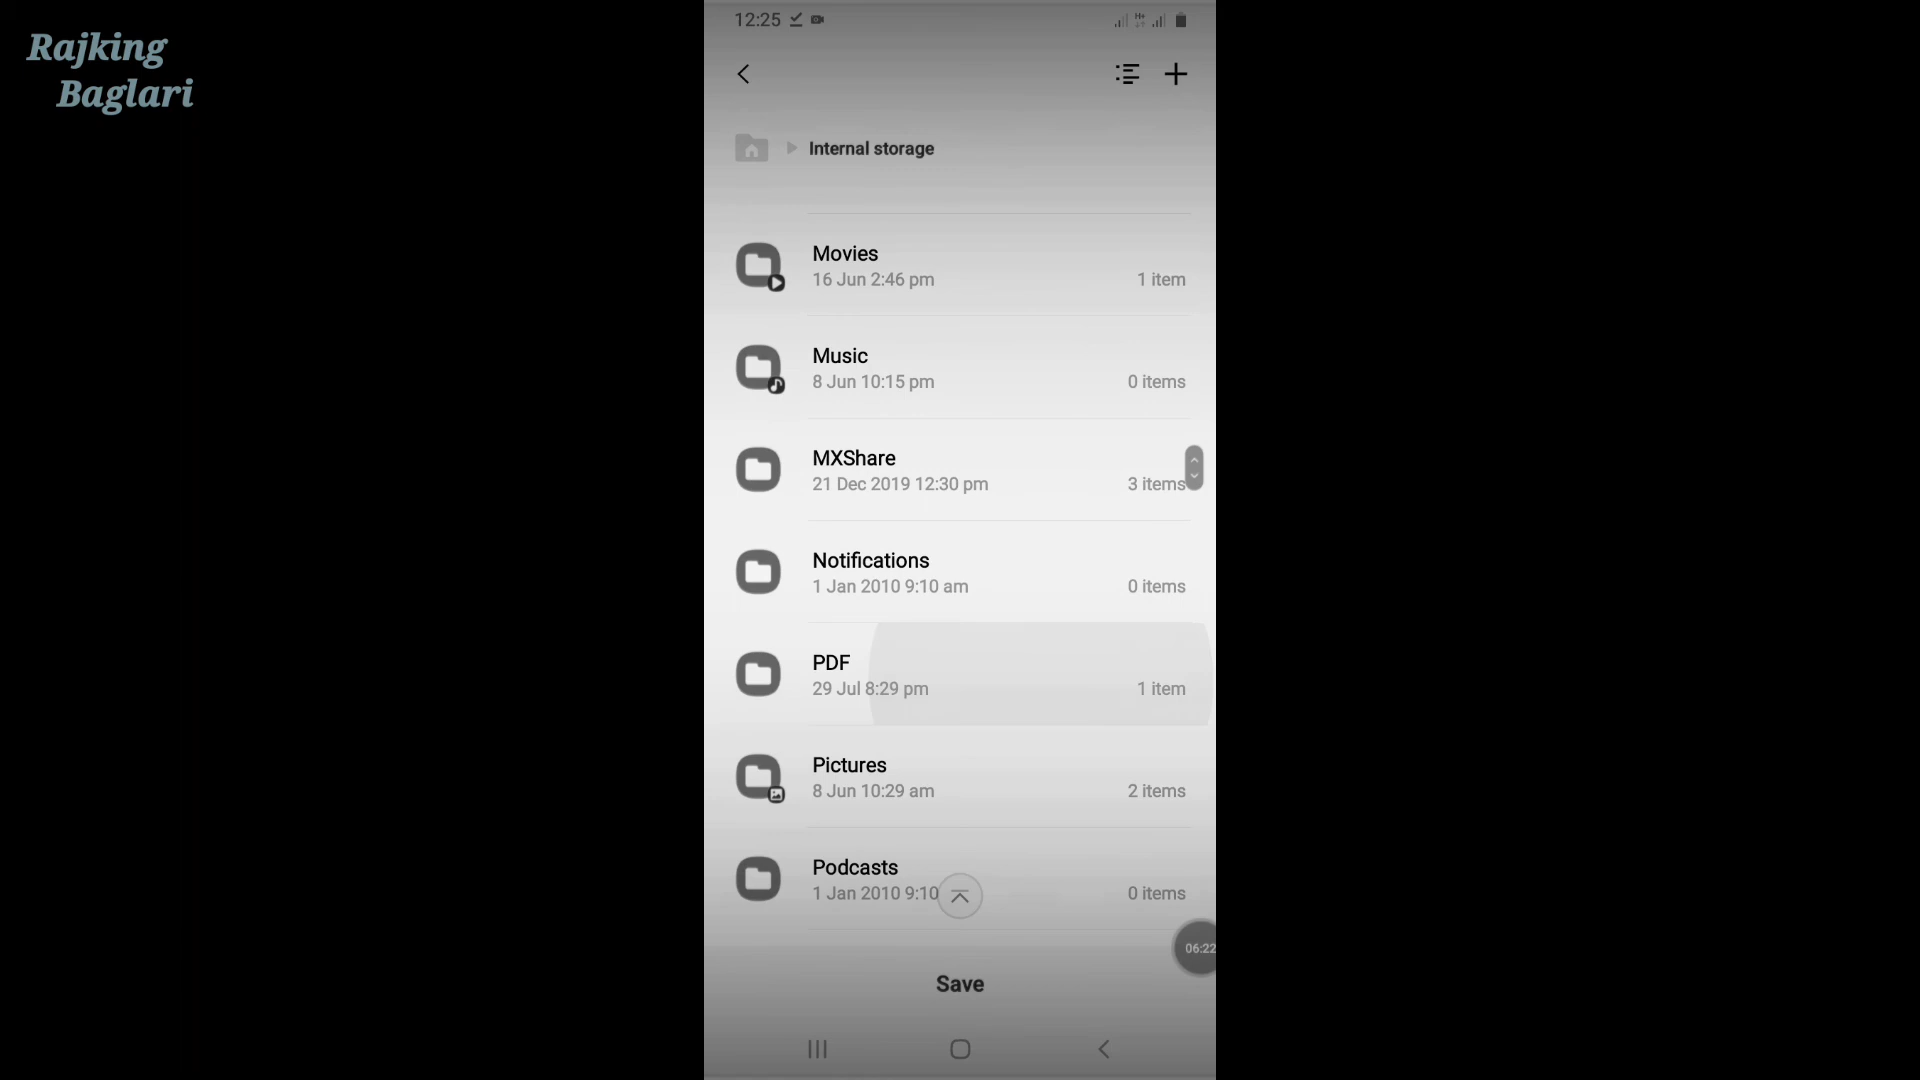 Rajking
Baglari
12:25
Internal storage
Movies
16 Jun 2:46 pm
1 item
Music
8 Jun 10:15 pm
0 items
MXShare
21 Dec 2019 12:30 pm
3 items
Notifications
1 Jan 2010 9:10 am
0 items
PDF
29 Jul 8:29 pm
1 item
Pictures
8 Jun 10:29 am
2 items
Podcasts
1 Jan 2010 9:10
0 items
06:22
Save